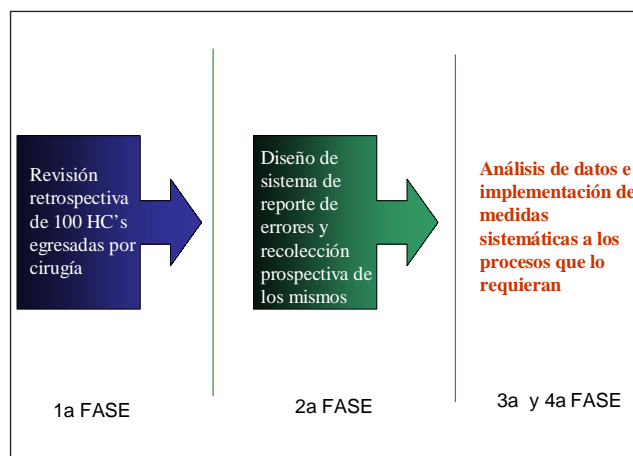 Revisión
retrospectiva
de 100 HC's
egresadas por
cirugía
1a FASE
Diseño de
sistema de
reporte de
errores y
recolección
prospectiva de
los mismos
2a FASE
Análisis de datos e
implementación de
medidas
sistemáticas a los
procesos que lo
requieran
3a y 4a FASE